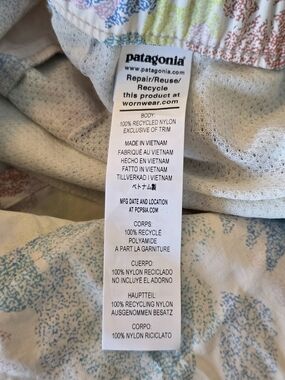 patagonia®
www.patagonia.com
Repair/Reuse/
Recycle
this product at
wornwear.com
BODY:
100% RECYCLED NYLON
EXCLUSIVE OF TRIM
MADE IN VIETNAM
FABRIQUÉ AU VIETNAM
HECHO EN VIETNAM
FATTO IN VIETNAM
TILLVERKAD I VIETNAM
ベトナム製
MFG DATE AND LOCATION
AT PCPSIA.COM
CORPS:
100% RECYCLE
POLYAMIDE
A PART LA GARNITURE
CUERPO:
100% NYLON RECICLADO
NO INCLUYE EL ADORNO
HAUPTTEIL:
100% RECYCLING NYLON
AUSGENOMMEN BESATZ
CORPO:
100% NYLON RICICLATO